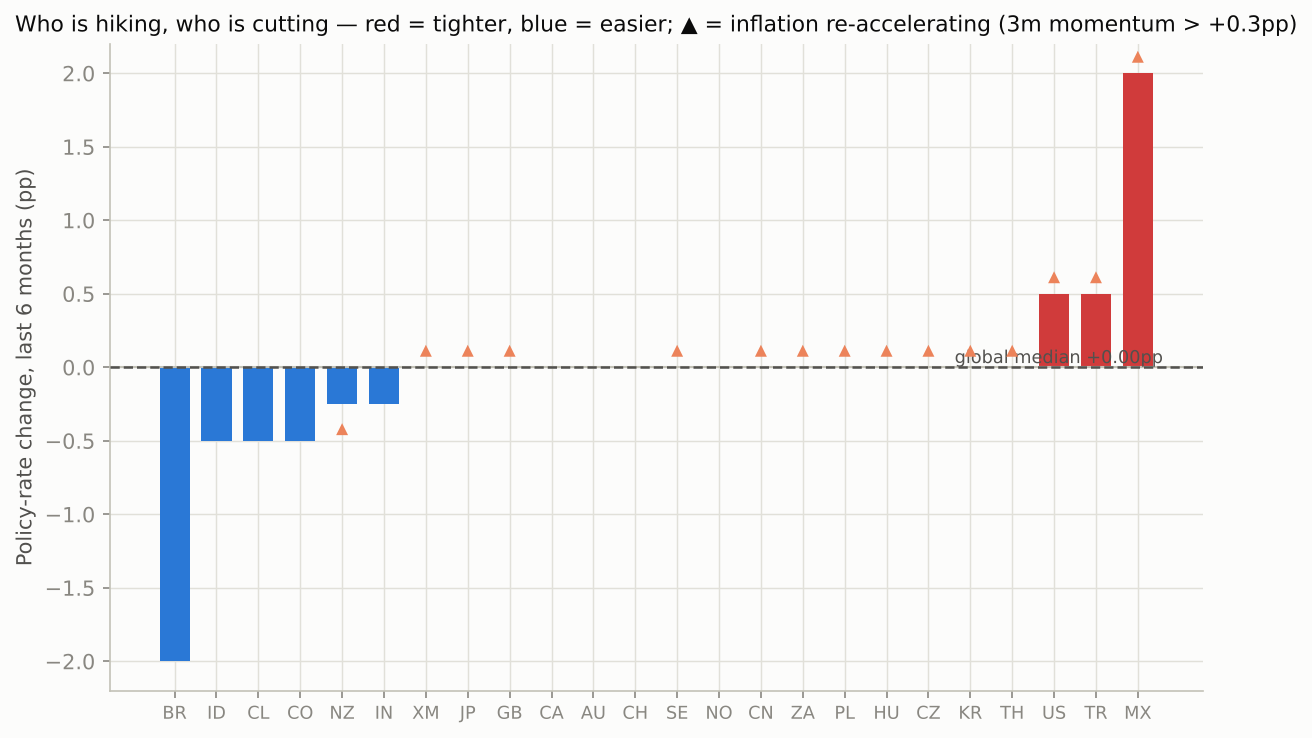 Who is hiking, who is cutting — red = tighter, blue = easier; ▲ = inflation re-accelerating (3m momentum > +0.3pp)
Policy-rate change, last 6 months (pp)
2.0
1.5
1.0
0.5
0.0
−0.5
−1.0
−1.5
−2.0
global median +0.00pp
BR ID CL CO NZ IN XM JP GB CA AU CH SE NO CN ZA PL HU CZ KR TH US TR MX